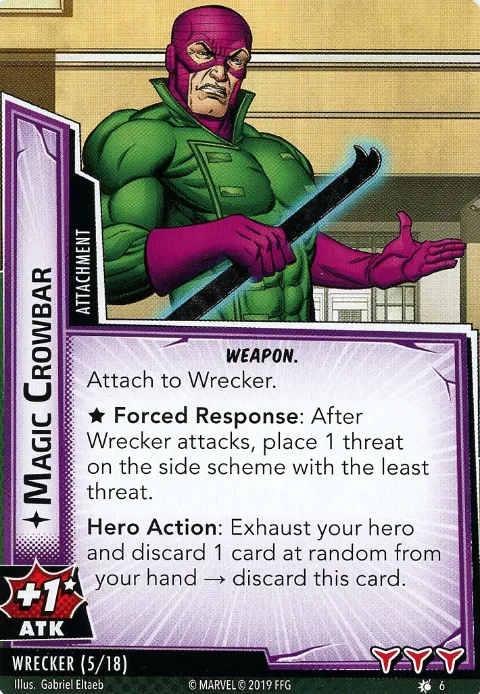 ATTACHMENT
MAGIC CROWBAR
+1★
ATK
WEAPON.
Attach to Wrecker.
★ Forced Response: After
Wrecker attacks, place 1 threat
on the side scheme with the least
threat.
Hero Action: Exhaust your hero
and discard 1 card at random from
your hand → discard this card.
WRECKER (5/18)
Illus. Gabriel Eltaeb
© MARVEL © 2019 FFG
6